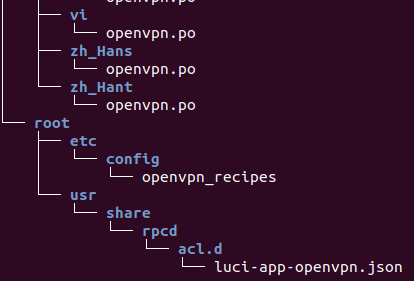 openvpn.po
vi
openvpn.po
zh_Hans
openvpn.po
zh_Hant
openvpn.po
root
etc
config
openvpn_recipes
usr
share
rpcd
acl.d
luci-app-openvpn.json